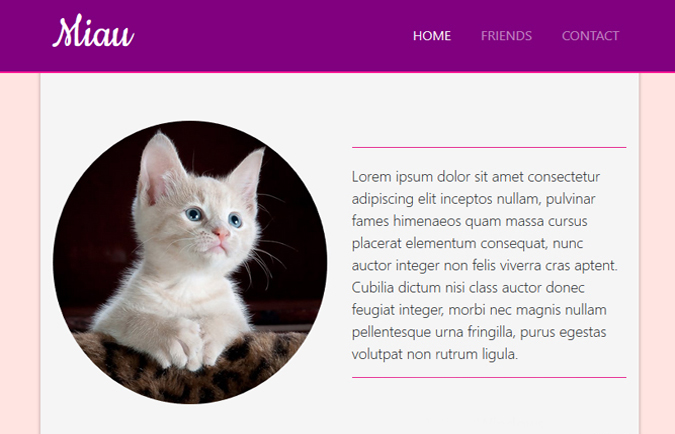 Miau
HOME FRIENDS CONTACT
Lorem ipsum dolor sit amet consectetur
adipiscing elit inceptos nullam, pulvinar
fames himenaeos quam massa cursus
placerat elementum consequat, nunc
auctor integer non felis viverra cras aptent.
Cubilia dictum nisi class auctor donec
feugiat integer, morbi nec magnis nullam
pellentesque urna fringilla, purus egestas
volutpat non rutrum ligula.